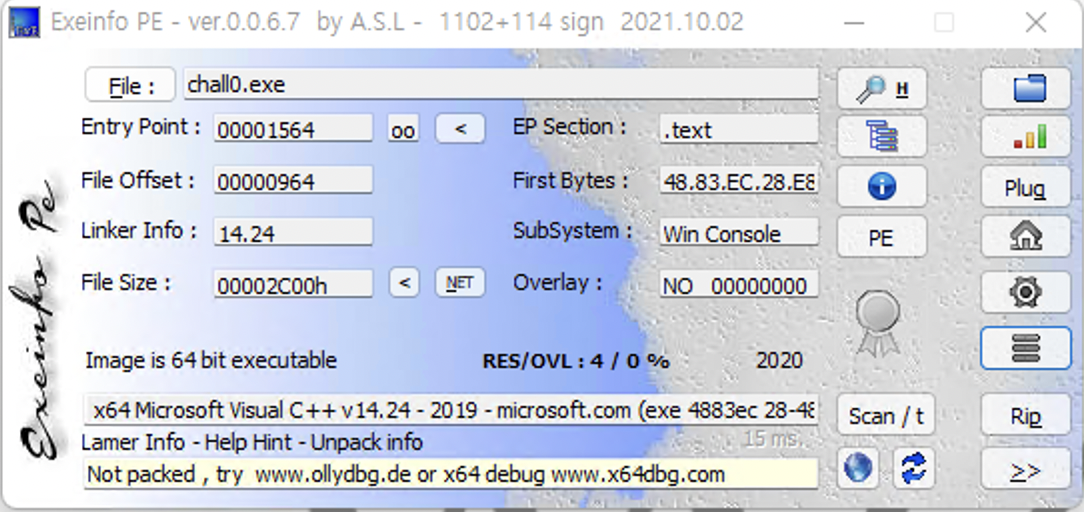 Exeinfo PE - ver.0.0.6.7 by A.S.L - 1102+114 sign 2021.10.02
File : chall0.exe H
Entry Point : 00001564 oo < EP Section : .text
File Offset : 00000964 First Bytes : 48.83.EC.28.E8 Plug
Linker Info : 14.24 SubSystem : Win Console PE
File Size : 00002C00h < NET Overlay : NO 00000000
Image is 64 bit executable RES/OVL : 4 / 0 % 2020
x64 Microsoft Visual C++ v14.24 - 2019 - microsoft.com (exe 4883ec 28-48 Scan / t Rip
Lamer Info - Help Hint - Unpack info 15 ms.
Not packed , try www.ollydbg.de or x64 debug www.x64dbg.com >>
Exeinfo Pe